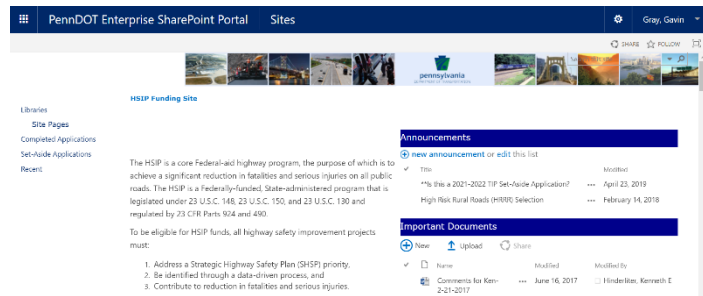 PennDOT Enterprise SharePoint Portal Sites
Gray, Gavin
SHARE FOLLOW
pennsylvania
HSIP Funding Site
Libraries
Site Pages
Completed Applications
Set-Aside Applications
Recent
The HSIP is a core Federal-aid highway program, the purpose of which is to
achieve a significant reduction in fatalities and serious injuries on all public
roads. The HSIP is a Federally-funded, State-administered program that is
legislated under 23 U.S.C. 148, 23 U.S.C. 150, and 23 U.S.C. 130 and
regulated by 23 CFR Parts 924 and 490.
To be eligible for HSIP funds, all highway safety improvement projects
must:
1. Address a Strategic Highway Safety Plan (SHSP) priority,
2. Be identified through a data-driven process, and
3. Contribute to reduction in fatalities and serious injuries.
Announcements
new announcement or edit this list
Title Modified
**Is this a 2021-2022 TIP Set-Aside Application? ••• April 23, 2019
High Risk Rural Roads (HRRR) Selection ••• February 14, 2018
Important Documents
New Upload Share
Name Modified Modified By
Comments for Ken- ••• June 16, 2017 Hinderliter, Kenneth E
2-21-2017